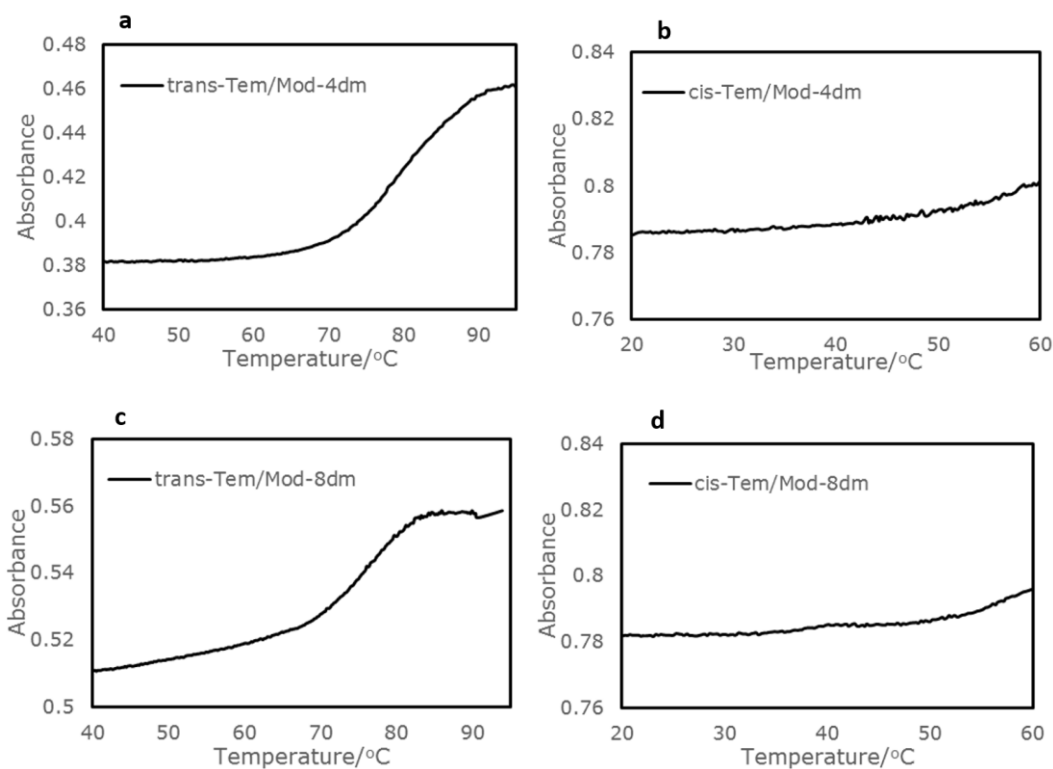 a
0.48
0.46
0.44
0.42
0.4
0.38
0.36
Absorbance
trans-Tem/Mod-4dm
40 50 60 70 80 90
Temperature/°C
b
0.84
0.82
0.8
0.78
0.76
Absorbance
cis-Tem/Mod-4dm
20 30 40 50 60
Temperature/°C
c
0.58
0.56
0.54
0.52
0.5
Absorbance
trans-Tem/Mod-8dm
40 50 60 70 80 90
Temperature/°C
d
0.84
0.82
0.8
0.78
0.76
Absorbance
cis-Tem/Mod-8dm
20 30 40 50 60
Temperature/°C